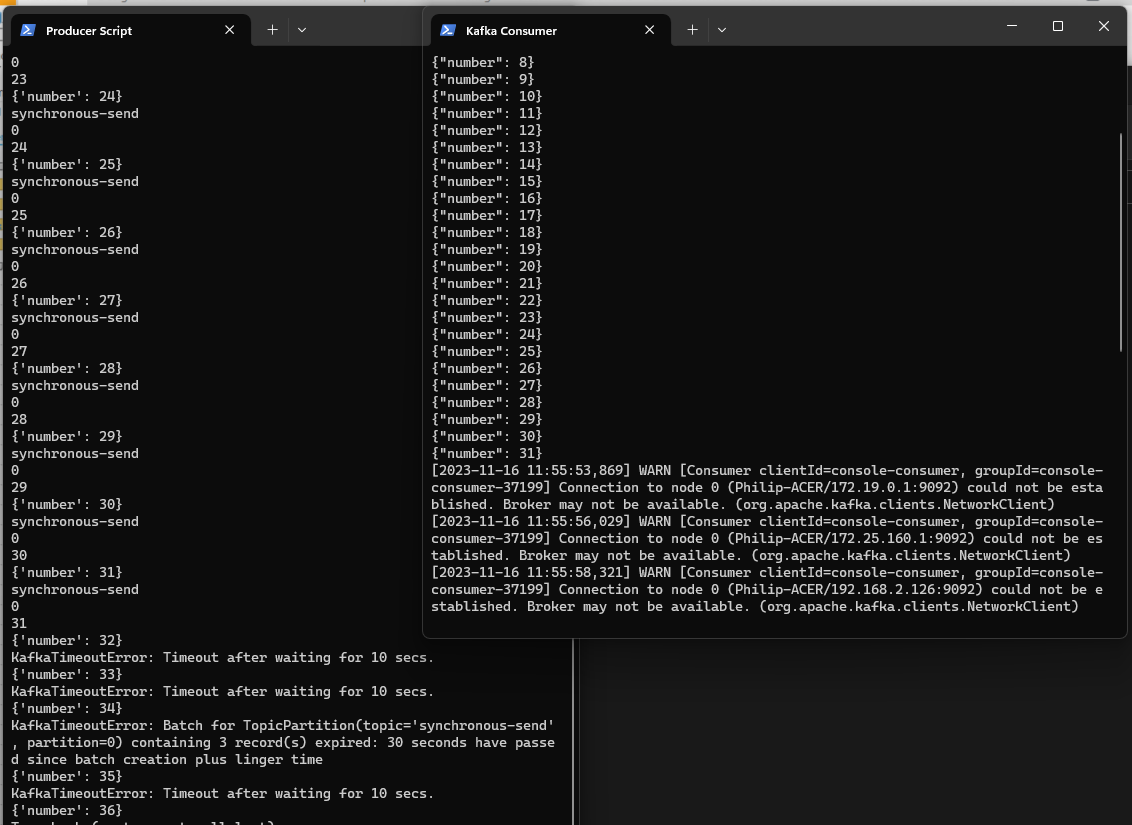 Producer Script
0
23
{'number': 24}
synchronous-send
0
24
{'number': 25}
synchronous-send
0
25
{'number': 26}
synchronous-send
0
26
{'number': 27}
synchronous-send
0
27
{'number': 28}
synchronous-send
0
28
{'number': 29}
synchronous-send
0
29
{'number': 30}
synchronous-send
0
30
{'number': 31}
synchronous-send
0
31
{'number': 32}
KafkaTimeoutError: Timeout after waiting for 10 secs.
{'number': 33}
KafkaTimeoutError: Timeout after waiting for 10 secs.
{'number': 34}
KafkaTimeoutError: Batch for TopicPartition(topic='synchronous-send'
, partition=0) containing 3 record(s) expired: 30 seconds have passe
d since batch creation plus linger time
{'number': 35}
KafkaTimeoutError: Timeout after waiting for 10 secs.
{'number': 36}
Kafka Consumer
{"number": 8}
{"number": 9}
{"number": 10}
{"number": 11}
{"number": 12}
{"number": 13}
{"number": 14}
{"number": 15}
{"number": 16}
{"number": 17}
{"number": 18}
{"number": 19}
{"number": 20}
{"number": 21}
{"number": 22}
{"number": 23}
{"number": 24}
{"number": 25}
{"number": 26}
{"number": 27}
{"number": 28}
{"number": 29}
{"number": 30}
{"number": 31}
[2023-11-16 11:55:53,869] WARN [Consumer clientId=console-consumer, groupId=console-
consumer-37199] Connection to node 0 (Philip-ACER/172.19.0.1:9092) could not be esta
blished. Broker may not be available. (org.apache.kafka.clients.NetworkClient)
[2023-11-16 11:55:56,029] WARN [Consumer clientId=console-consumer, groupId=console-
consumer-37199] Connection to node 0 (Philip-ACER/172.25.160.1:9092) could not be es
tablished. Broker may not be available. (org.apache.kafka.clients.NetworkClient)
[2023-11-16 11:55:58,321] WARN [Consumer clientId=console-consumer, groupId=console-
consumer-37199] Connection to node 0 (Philip-ACER/192.168.2.126:9092) could not be e
stablished. Broker may not be available. (org.apache.kafka.clients.NetworkClient)